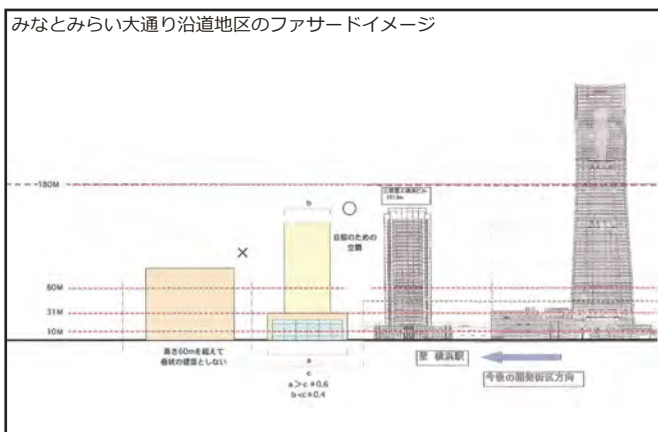 みなとみらい大通り沿道地区のファサードイメージ
180M
b
○
×
自然のための
空間
60M
31M
10M
高さ60mを超えて
板状の建築としない
a
c
a>c*0.6
b<c*0.4
至 横浜駅
今後の開発街区方向